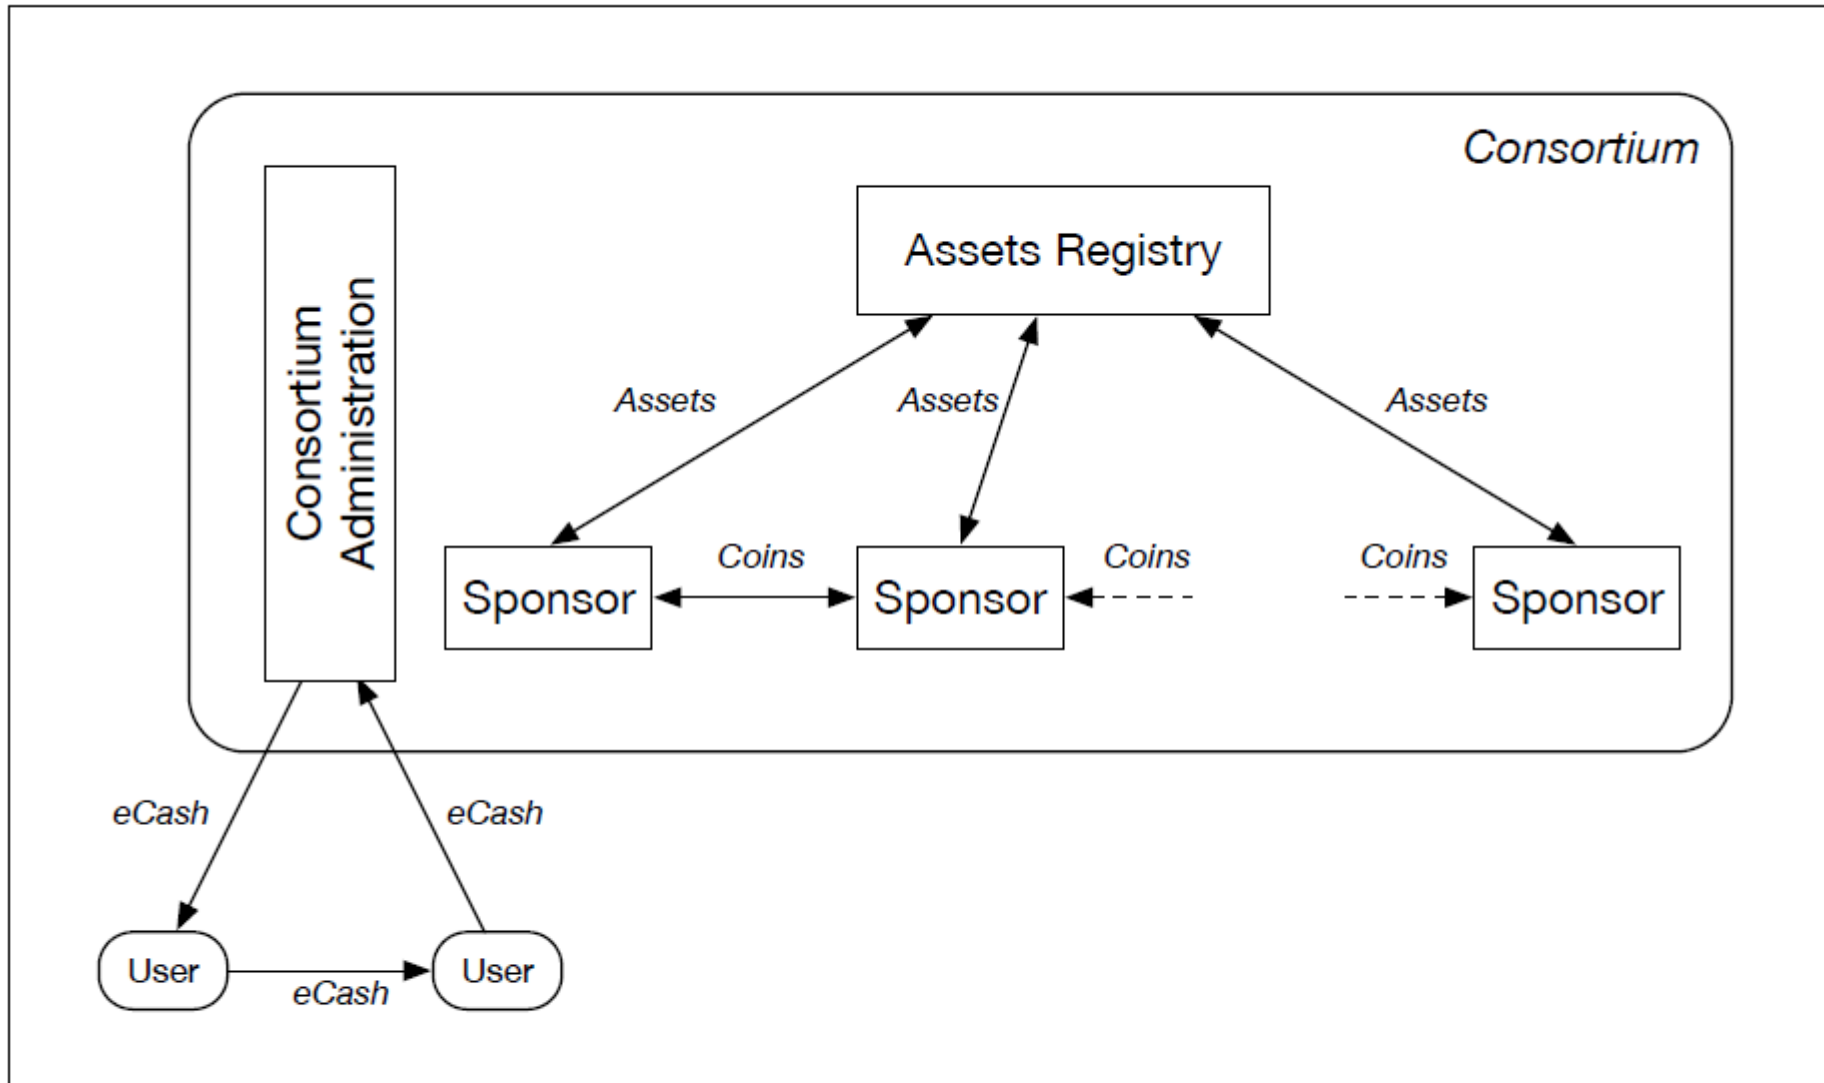 Consortium
Consortium
Administration
Assets Registry
Assets
Assets
Assets
Coins
Coins
Coins
Sponsor
Sponsor
Sponsor
eCash
eCash
User
User
eCash